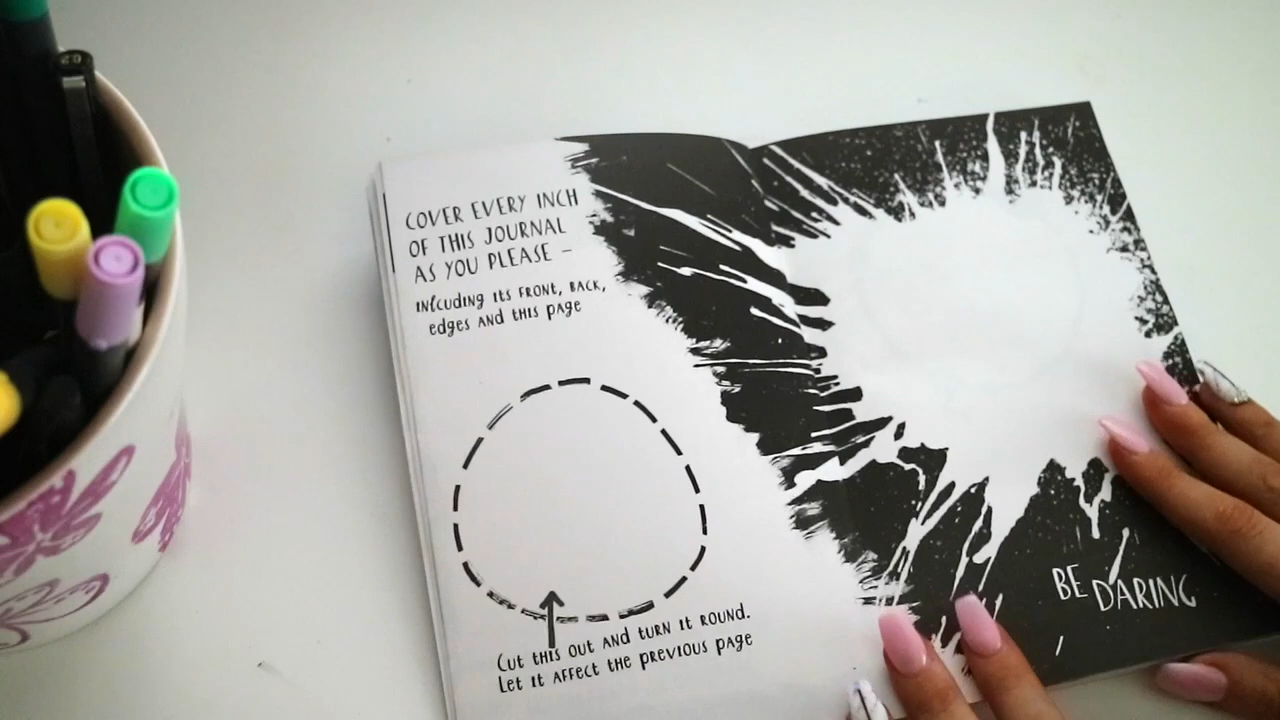 COVER EVERY INCH
OF THIS JOURNAL
AS YOU PLEASE –
INCLUDING ITS FRONT, BACK,
EDGES AND THIS PAGE
CUT THIS OUT AND TURN IT ROUND.
LET IT AFFECT THE PREVIOUS PAGE
BE DARING